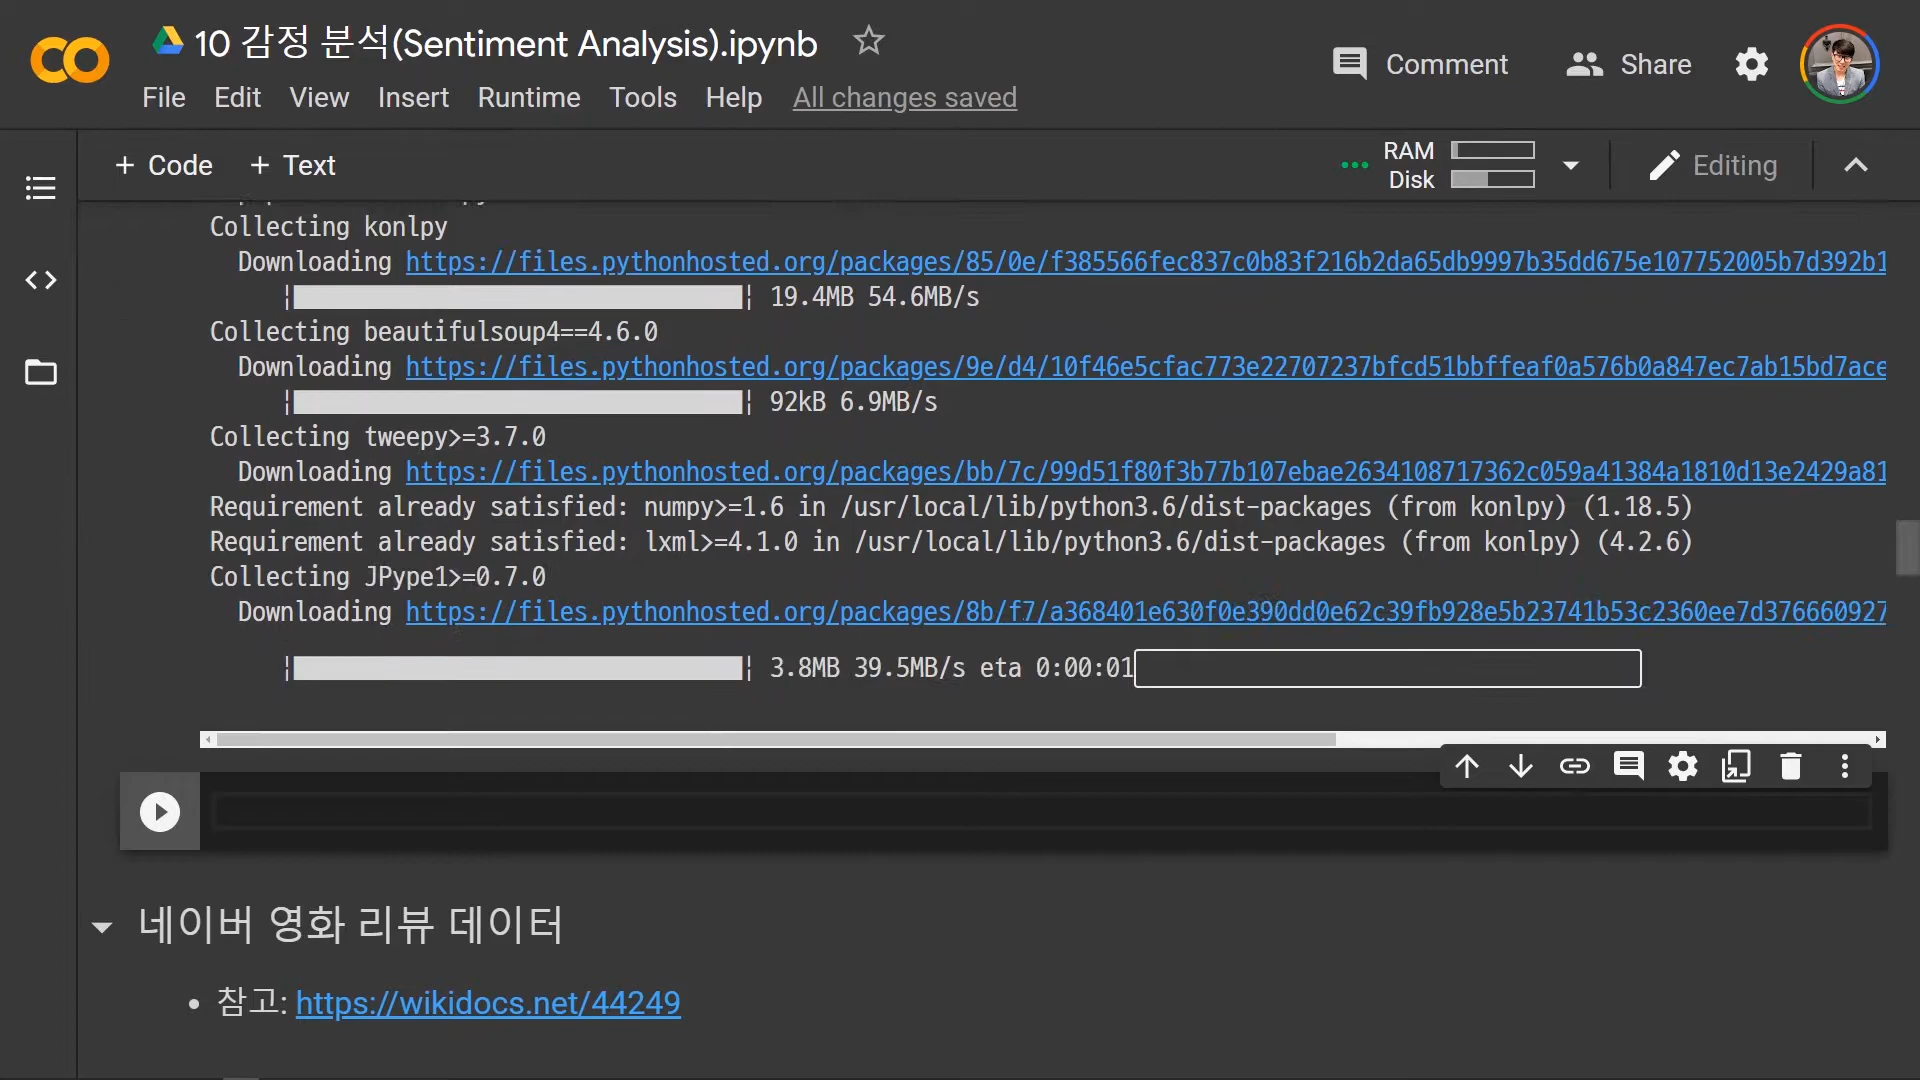 10 감정 분석(Sentiment Analysis).ipynb
Comment
Share
File Edit View Insert Runtime Tools Help All changes saved
+ Code + Text
RAM
Disk
Editing
Collecting konlpy
Downloading https://files.pythonhosted.org/packages/85/0e/f385566fec837c0b83f216b2da65db9997b35dd675e107752005b7d392b1
19.4MB 54.6MB/s
Collecting beautifulsoup4==4.6.0
Downloading https://files.pythonhosted.org/packages/9e/d4/10f46e5cfac773e22707237bfcd51bbffeaf0a576b0a847ec7ab15bd7ace
92kB 6.9MB/s
Collecting tweepy>=3.7.0
Downloading https://files.pythonhosted.org/packages/bb/7c/99d51f80f3b77b107ebae2634108717362c059a41384a1810d13e2429a81
Requirement already satisfied: numpy>=1.6 in /usr/local/lib/python3.6/dist-packages (from konlpy) (1.18.5)
Requirement already satisfied: lxml>=4.1.0 in /usr/local/lib/python3.6/dist-packages (from konlpy) (4.2.6)
Collecting JPype1>=0.7.0
Downloading https://files.pythonhosted.org/packages/8b/f7/a368401e630f0e390dd0e62c39fb928e5b23741b53c2360ee7d376660927
3.8MB 39.5MB/s eta 0:00:01
네이버 영화 리뷰 데이터
• 참고: https://wikidocs.net/44249